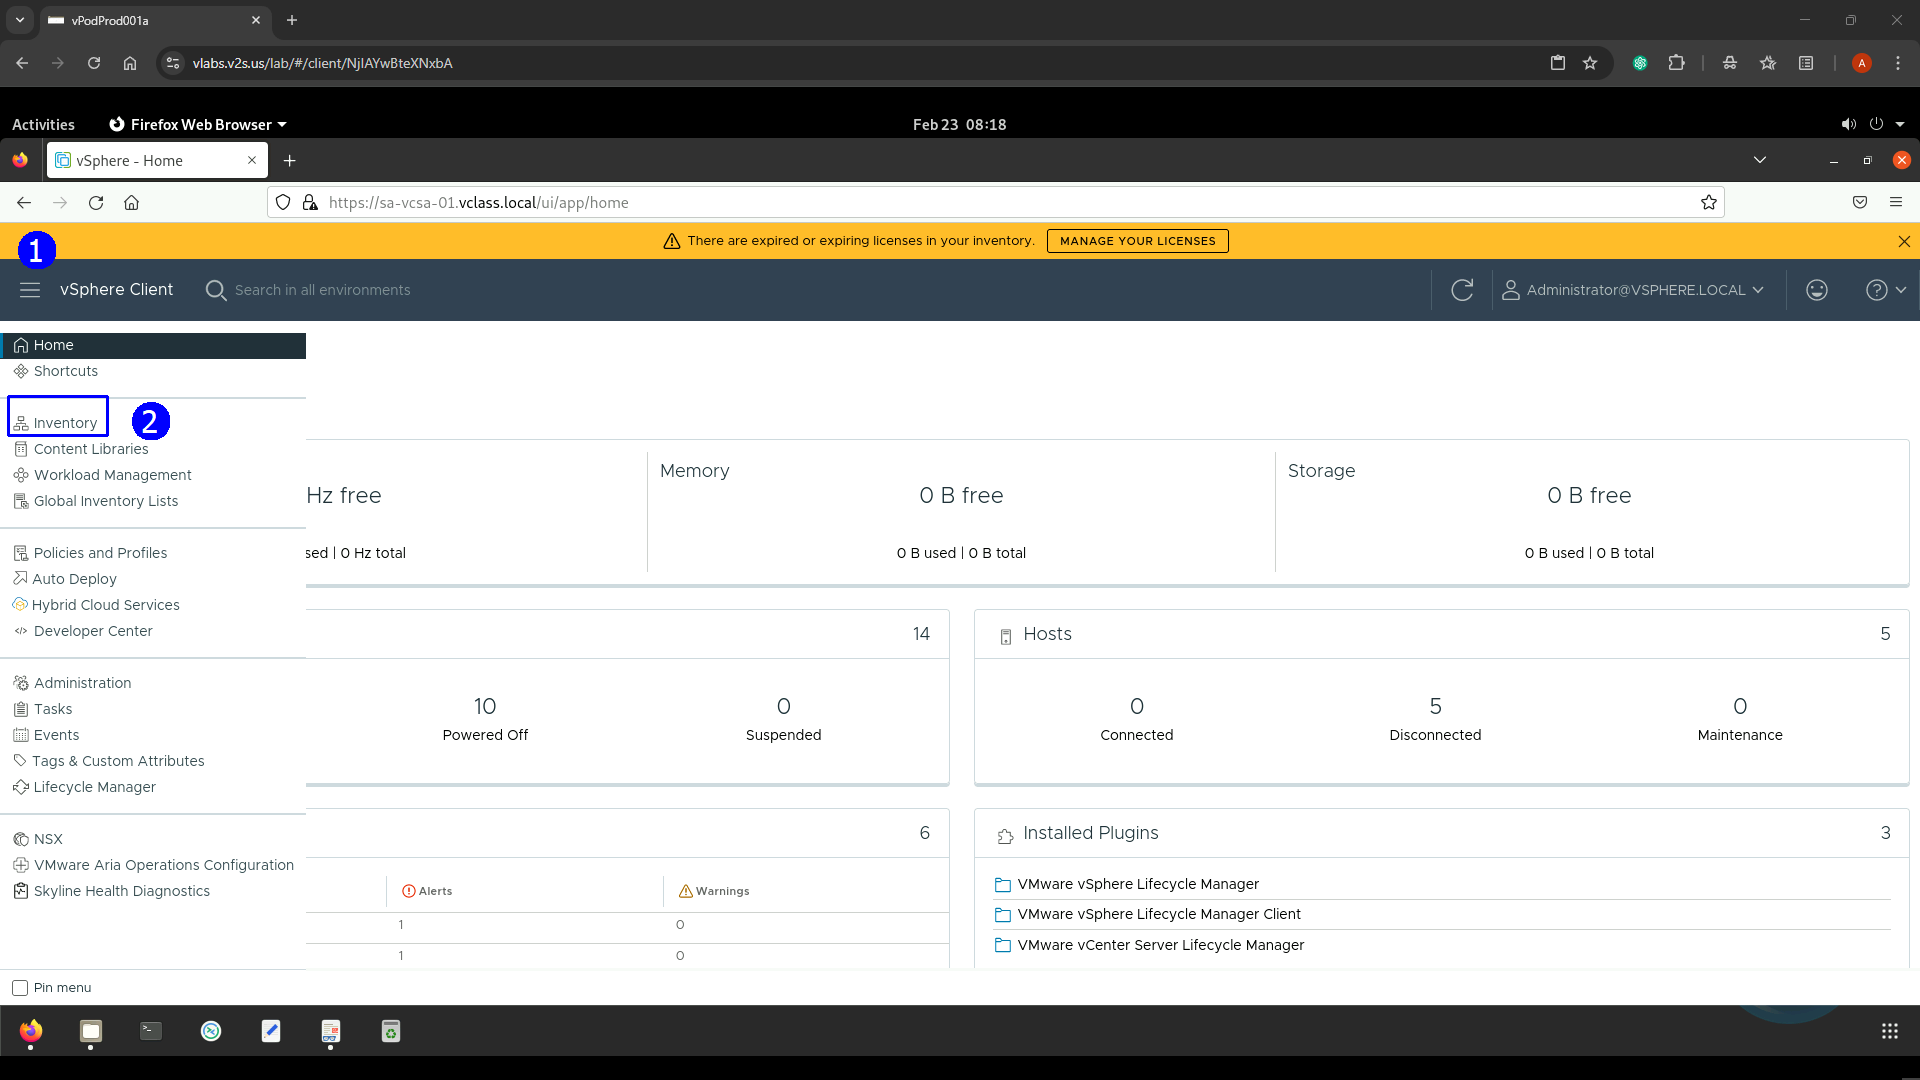 vPodProd001a
vlabs.v2s.us/lab/#/client/NjIAYwBteXNxbA
A
Activities
Firefox Web Browser
Feb 23 08:18
vSphere - Home
https://sa-vcsa-01.vclass.local/ui/app/home
There are expired or expiring licenses in your inventory.
MANAGE YOUR LICENSES
1
vSphere Client
Search in all environments
Administrator@VSPHERE.LOCAL
Home
Shortcuts
Inventory
2
Content Libraries
Workload Management
Global Inventory Lists
Policies and Profiles
Auto Deploy
Hybrid Cloud Services
Developer Center
Administration
Tasks
Events
Tags & Custom Attributes
Lifecycle Manager
NSX
VMware Aria Operations Configuration
Skyline Health Diagnostics
Pin menu
Hz free
sed | 0 Hz total
Memory
0 B free
0 B used | 0 B total
Storage
0 B free
0 B used | 0 B total
14
10
Powered Off
0
Suspended
Hosts
5
0
Connected
5
Disconnected
0
Maintenance
6
Alerts
Warnings
1
0
1
0
Installed Plugins
3
VMware vSphere Lifecycle Manager
VMware vSphere Lifecycle Manager Client
VMware vCenter Server Lifecycle Manager